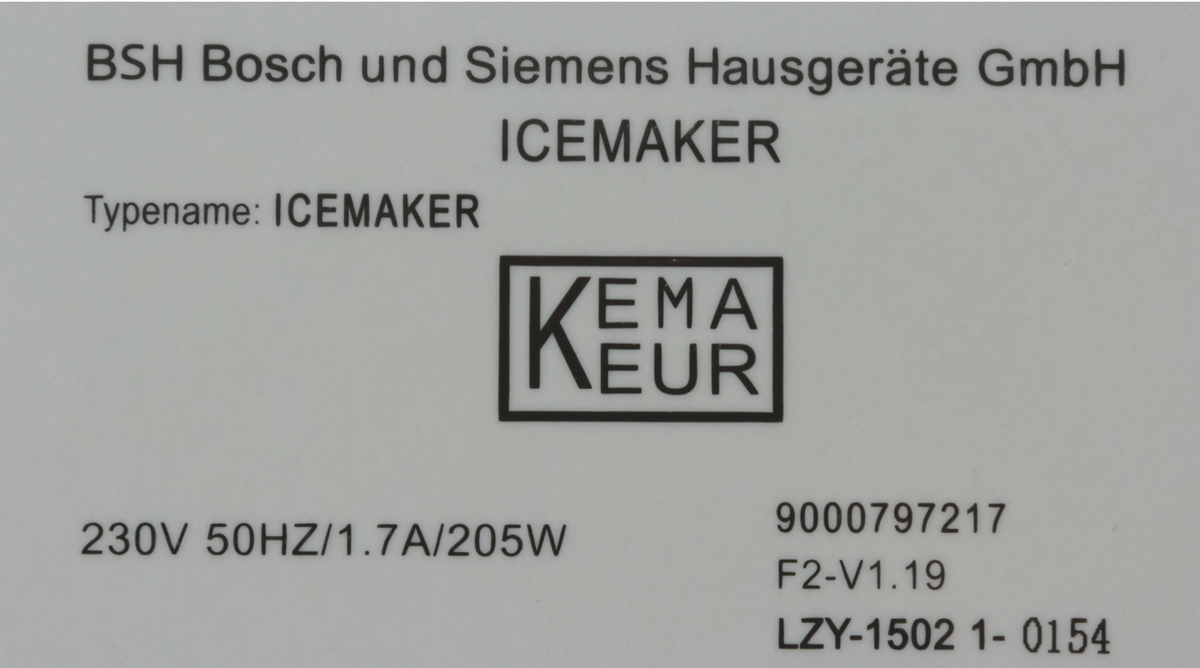 BSH Bosch und Siemens Hausgeräte GmbH
ICEMAKER
Typename: ICEMAKER
KEMA
KEUR
230V 50HZ/1.7A/205W
9000797217
F2-V1.19
LZY-1502 1- 0154